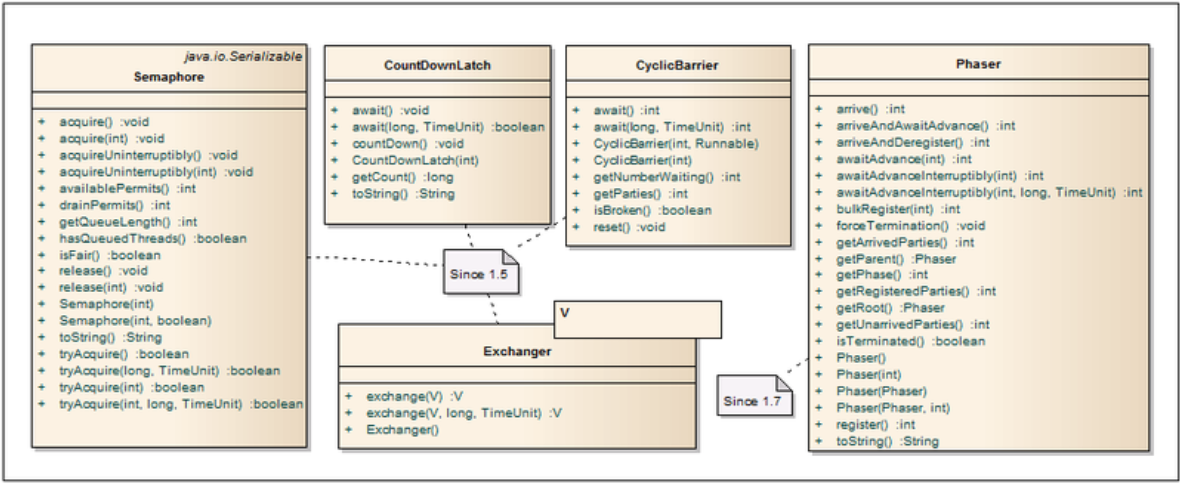 java.io.Serializable
Semaphore
+ acquire() :void
+ acquire(int) :void
+ acquireUninterruptibly() :void
+ acquireUninterruptibly(int) :void
+ availablePermits() :int
+ drainPermits() :int
+ getQueueLength() :int
+ hasQueuedThreads() :boolean
+ isFair() :boolean
+ release() :void
+ release(int) :void
+ Semaphore(int)
+ Semaphore(int, boolean)
+ toString() :String
+ tryAcquire() :boolean
+ tryAcquire(long, TimeUnit) :boolean
+ tryAcquire(int) :boolean
+ tryAcquire(int, long, TimeUnit) :boolean
CountDownLatch
+ await() :void
+ await(long, TimeUnit) :boolean
+ countDown() :void
+ CountDownLatch(int)
+ getCount() :long
+ toString() :String
CyclicBarrier
+ await() :int
+ await(long, TimeUnit) :int
+ CyclicBarrier(int, Runnable)
+ CyclicBarrier(int)
+ getNumberWaiting() :int
+ getParties() :int
+ isBroken() :boolean
+ reset() :void
Since 1.5
V
Exchanger
+ exchange(V) :V
+ exchange(V, long, TimeUnit) :V
+ Exchanger()
Since 1.7
Phaser
+ arrive() :int
+ arriveAndAwaitAdvance() :int
+ arriveAndDeregister() :int
+ awaitAdvance(int) :int
+ awaitAdvanceInterruptibly(int) :int
+ awaitAdvanceInterruptibly(int, long, TimeUnit) :int
+ bulkRegister(int) :int
+ forceTermination() :void
+ getArrivedParties() :int
+ getParent() :Phaser
+ getPhase() :int
+ getRegisteredParties() :int
+ getRoot() :Phaser
+ getUnarrivedParties() :int
+ isTerminated() :boolean
+ Phaser()
+ Phaser(int)
+ Phaser(Phaser)
+ Phaser(Phaser, int)
+ register() :int
+ toString() :String